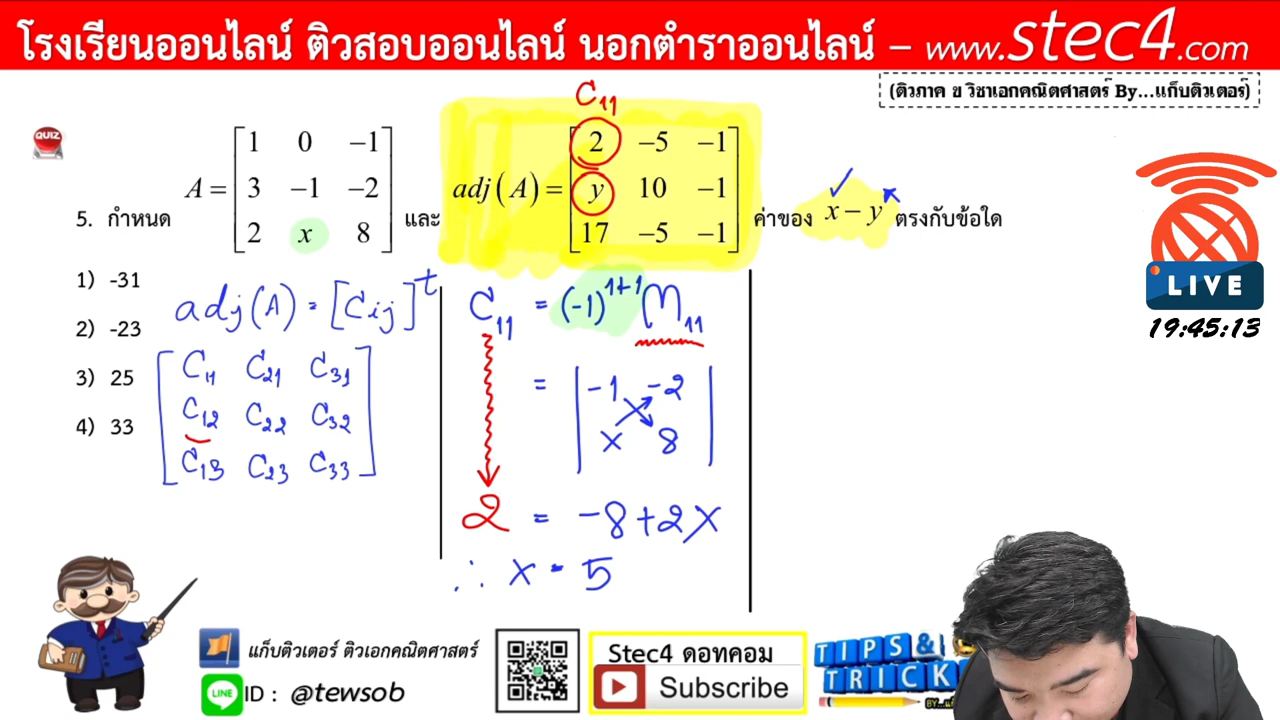 โรงเรียนออนไลน์ ติวสอบออนไลน์ นอกตำราออนไลน์ – www.stec4.com
(ติวภาค ข วิชาเอกคณิตศาสตร์ By...แก๊บติวเตอร์)
QUIZ
C₁₁
5. กำหนด A = [1 0 −1; 3 −1 −2; 2 x 8] และ adj(A) = [2 −5 −1; y 10 −1; 17 −5 −1] ค่าของ x − y ตรงกับข้อใด
1) -31
2) -23
3) 25
4) 33
adj(A) = [Cij]ᵗ
C₁₁ C₂₁ C₃₁
C₁₂ C₂₂ C₃₂
C₁₃ C₂₃ C₃₃
C₁₁ = (-1)¹⁺¹ M₁₁
= | -1 -2 |
| x 8 |
2 = -8+2x
∴ x = 5
LIVE
19:45:13
แก๊บติวเตอร์ ติวเอกคณิตศาสตร์
LINE ID : @tewsob
Stec4 ดอทคอม
Subscribe
TIPS &
TRICK